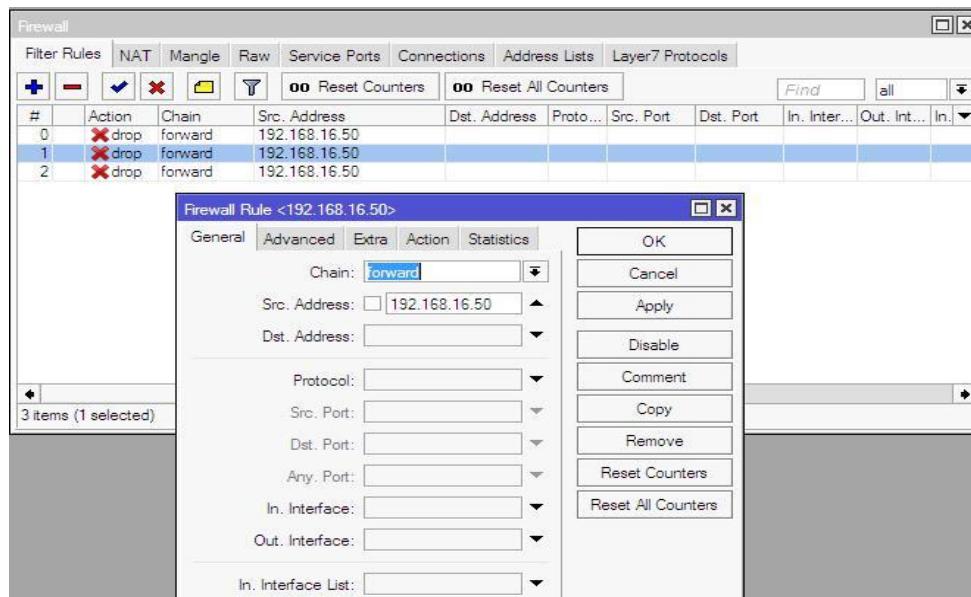 Firewall
Filter Rules NAT Mangle Raw Service Ports Connections Address Lists Layer7 Protocols
00 Reset Counters 00 Reset All Counters Find all
# Action Chain Src. Address Dst. Address Proto... Src. Port Dst. Port In. Inter... Out. Int... In.
0 drop forward 192.168.16.50
1 drop forward 192.168.16.50
2 drop forward 192.168.16.50
3 items (1 selected)
Firewall Rule <192.168.16.50>
General Advanced Extra Action Statistics
Chain: forward
Src. Address: 192.168.16.50
Dst. Address:
Protocol:
Src. Port:
Dst. Port:
Any. Port:
In. Interface:
Out. Interface:
In. Interface List:
OK
Cancel
Apply
Disable
Comment
Copy
Remove
Reset Counters
Reset All Counters